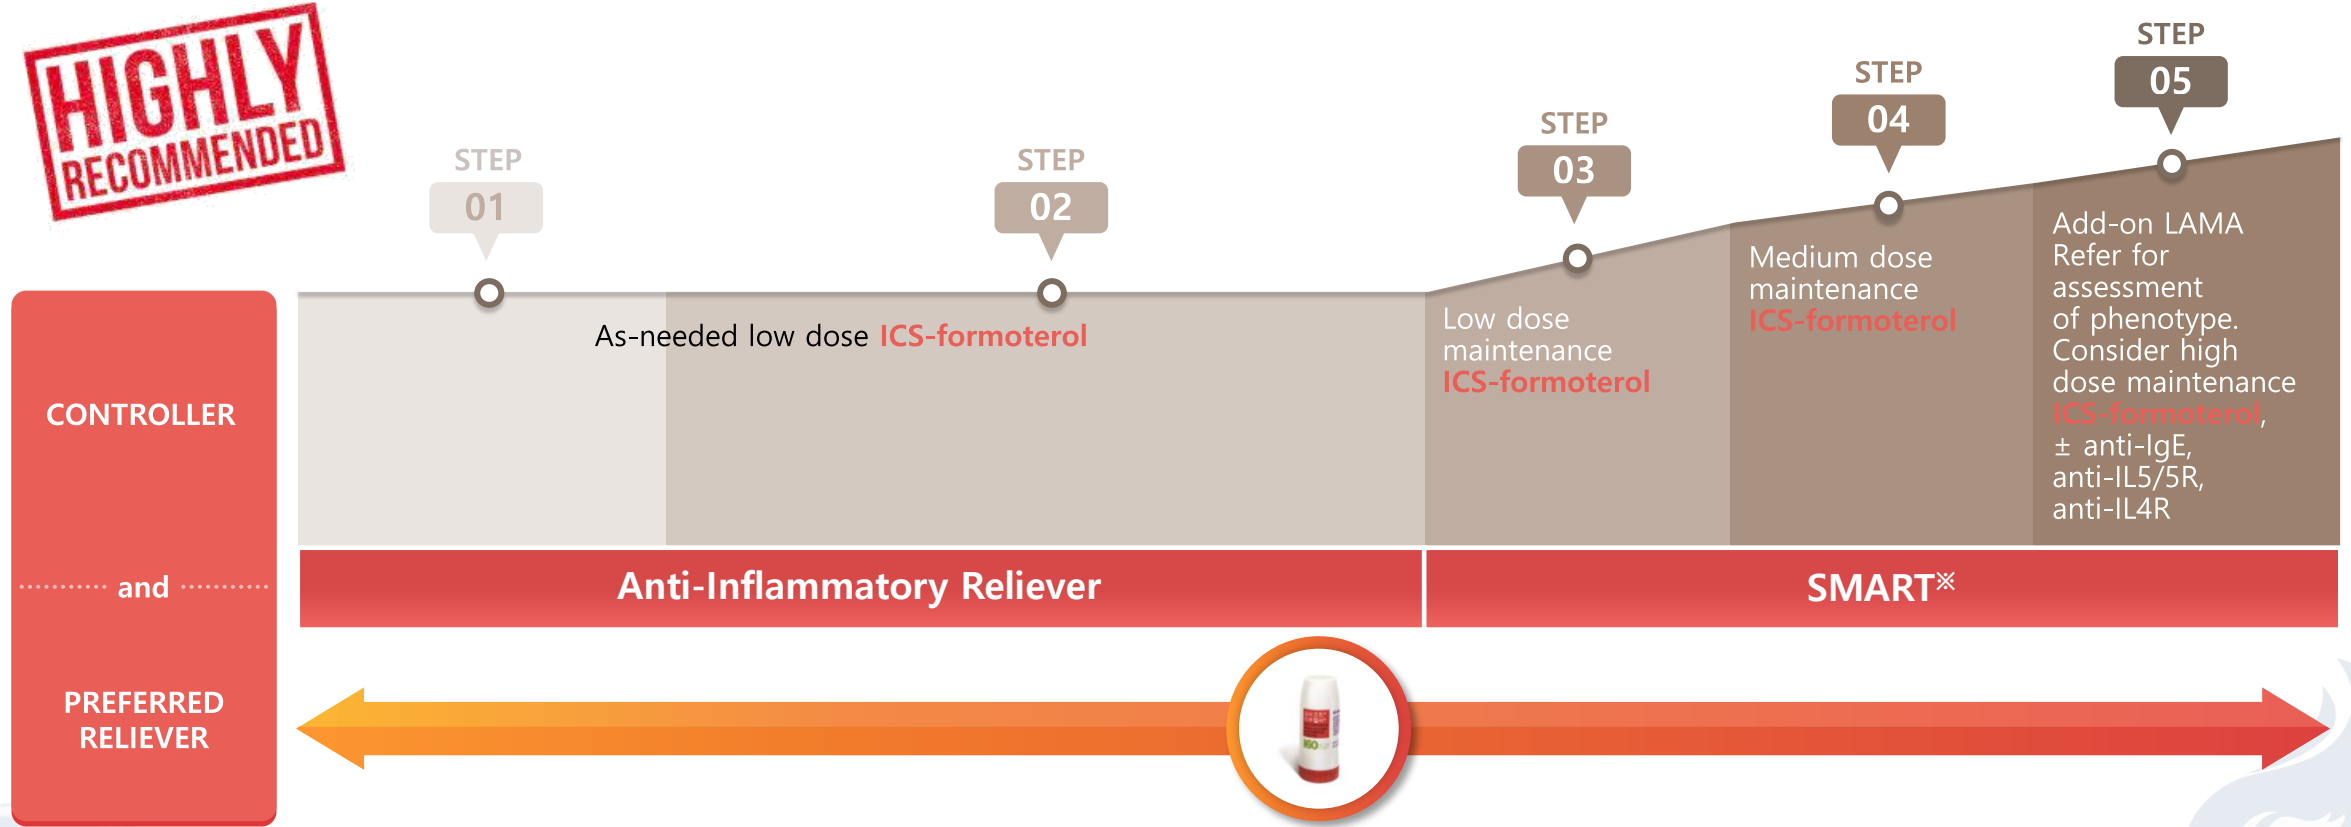 HIGHLY
RECOMMENDED
STEP
01
STEP
02
STEP
03
STEP
04
STEP
05
As-needed low dose ICS-formoterol
Low dose
maintenance
ICS-formoterol
Medium dose
maintenance
ICS-formoterol
Add-on LAMA
Refer for
assessment
of phenotype.
Consider high
dose maintenance
ICS-formoterol,
± anti-IgE,
anti-IL5/5R,
anti-IL4R
CONTROLLER
and
PREFERRED
RELIEVER
Anti-Inflammatory Reliever
SMART※
160